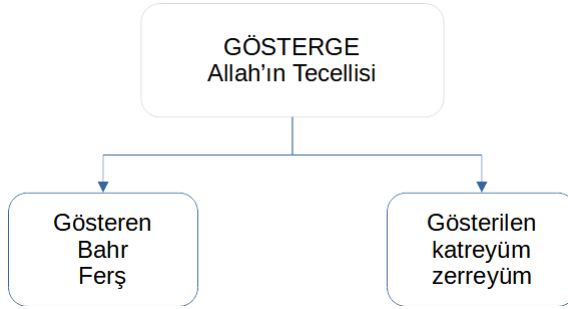 GÖSTERGE
Allah’ın Tecellisi
Gösteren
Bahr
Ferş
Gösterilen
katreyüm
zerreyüm